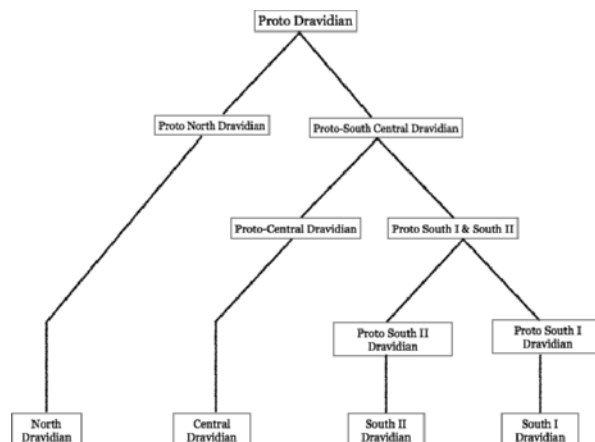 Proto Dravidian
Proto North Dravidian
Proto-South Central Dravidian
Proto-Central Dravidian
Proto South I & South II
Proto South II
Dravidian
Proto South I
Dravidian
North
Dravidian
Central
Dravidian
South II
Dravidian
South I
Dravidian